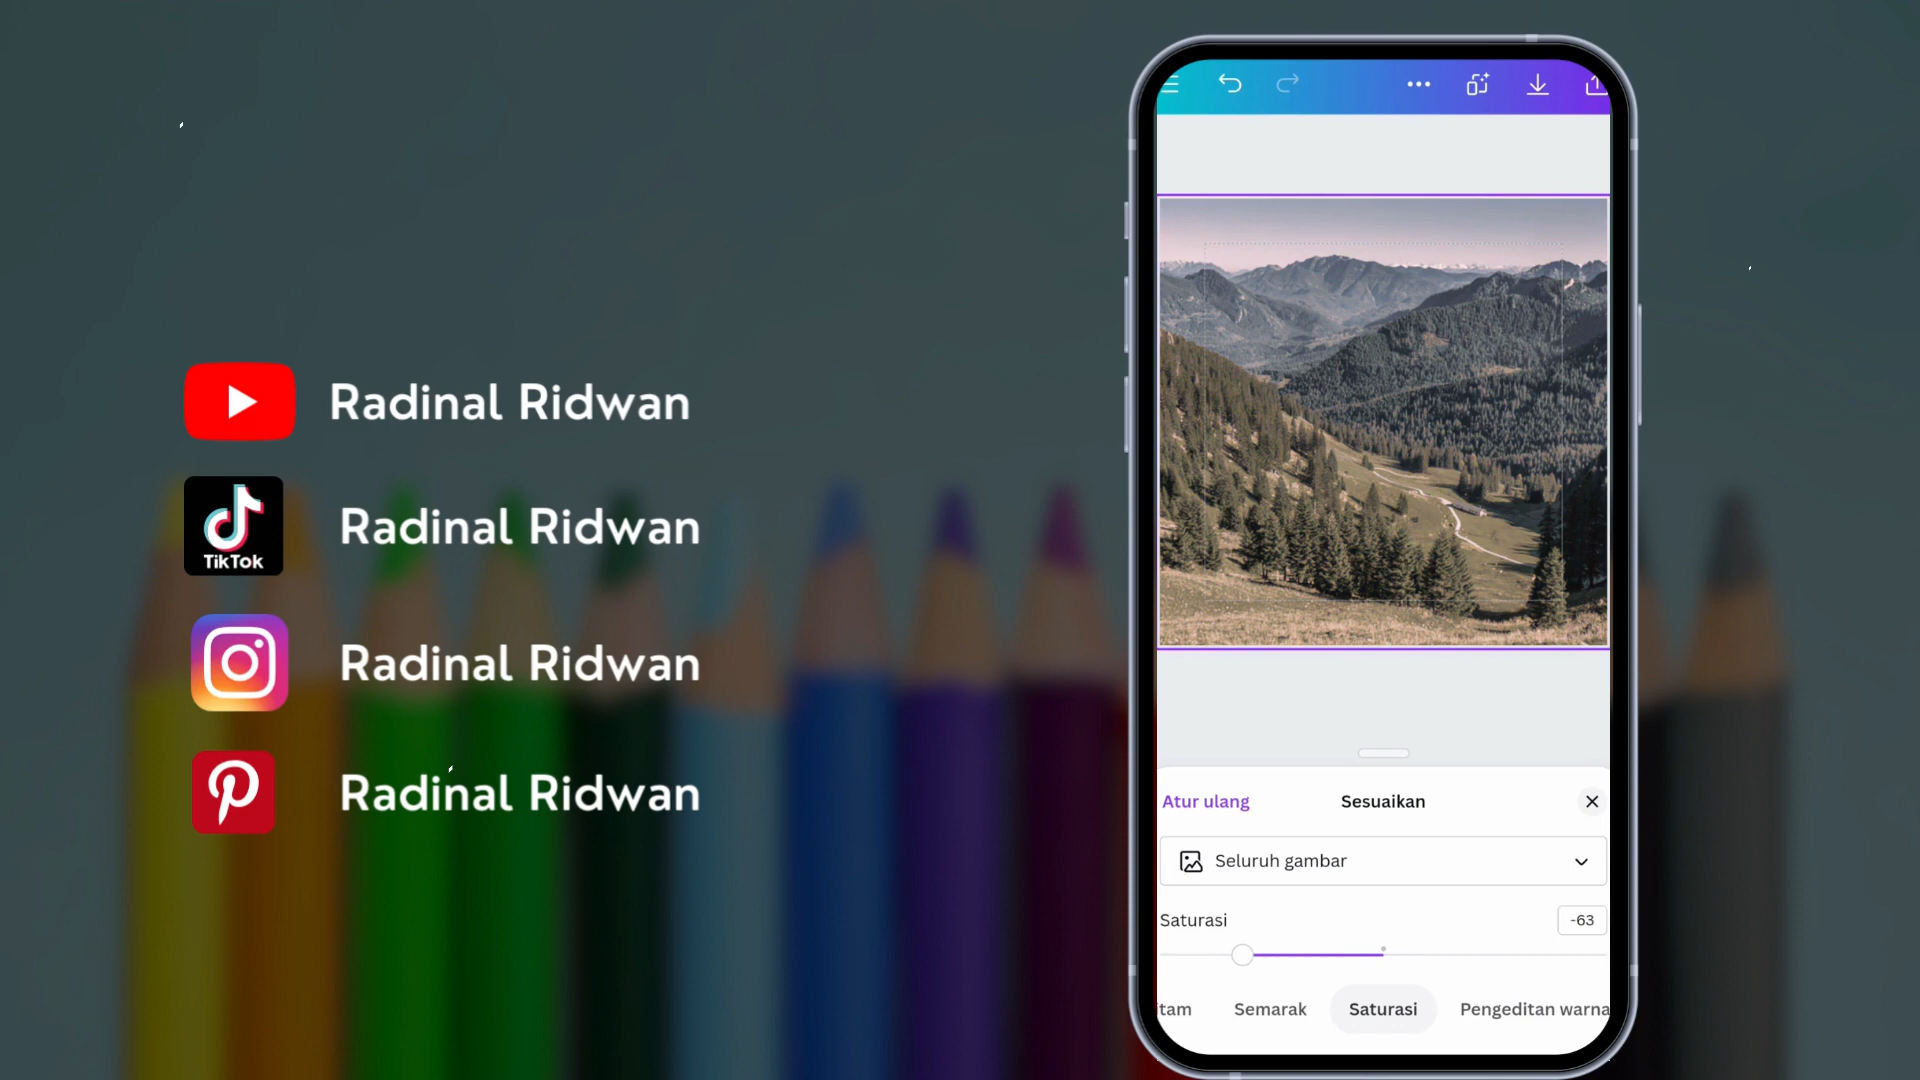 Radinal Ridwan
TikTok
Radinal Ridwan
Radinal Ridwan
Radinal Ridwan
Atur ulang
Sesuaikan
Seluruh gambar
Saturasi
-63
itam
Semarak
Saturasi
Pengeditan warna